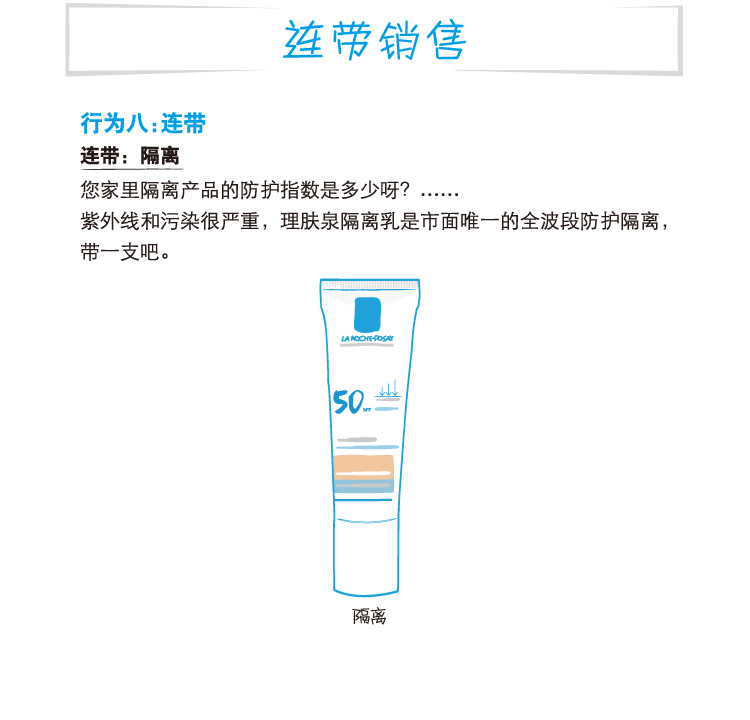 连带销售
行为八：连带
连带：隔离
您家里隔离产品的防护指数是多少呀？……
紫外线和污染很严重，理肤泉隔离乳是市面唯一的全波段防护隔离，
带一支吧。
LA ROCHE-POSAY
50 SPF
隔离